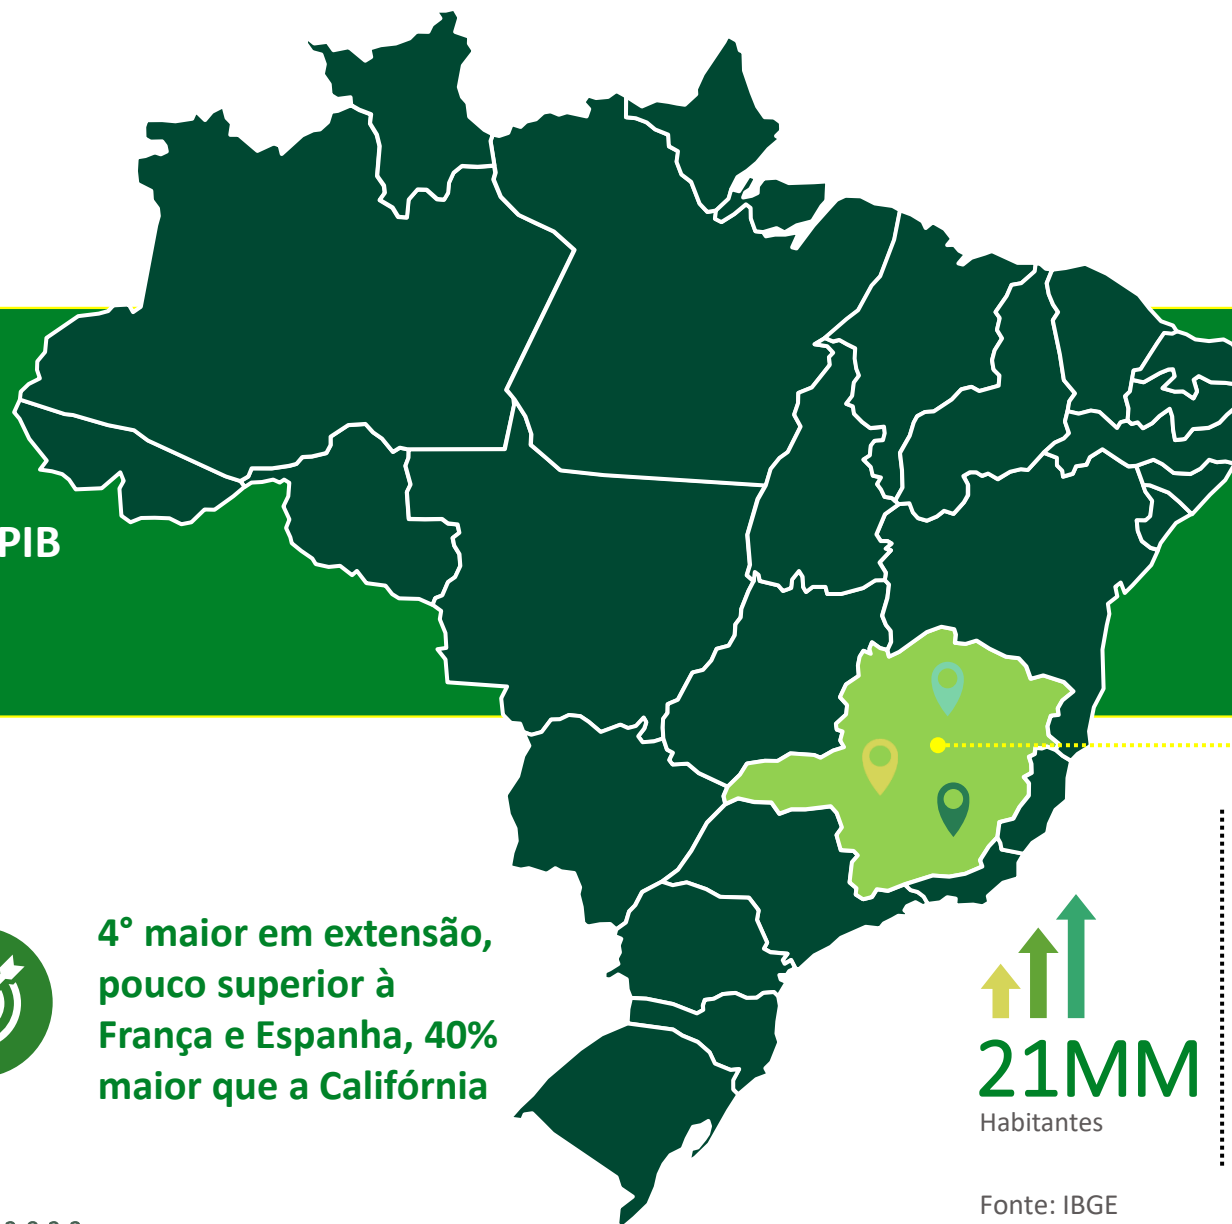 PIB
4° maior em extensão,
pouco superior à
França e Espanha, 40%
maior que a Califórnia
21MM
Habitantes
Fonte: IBGE